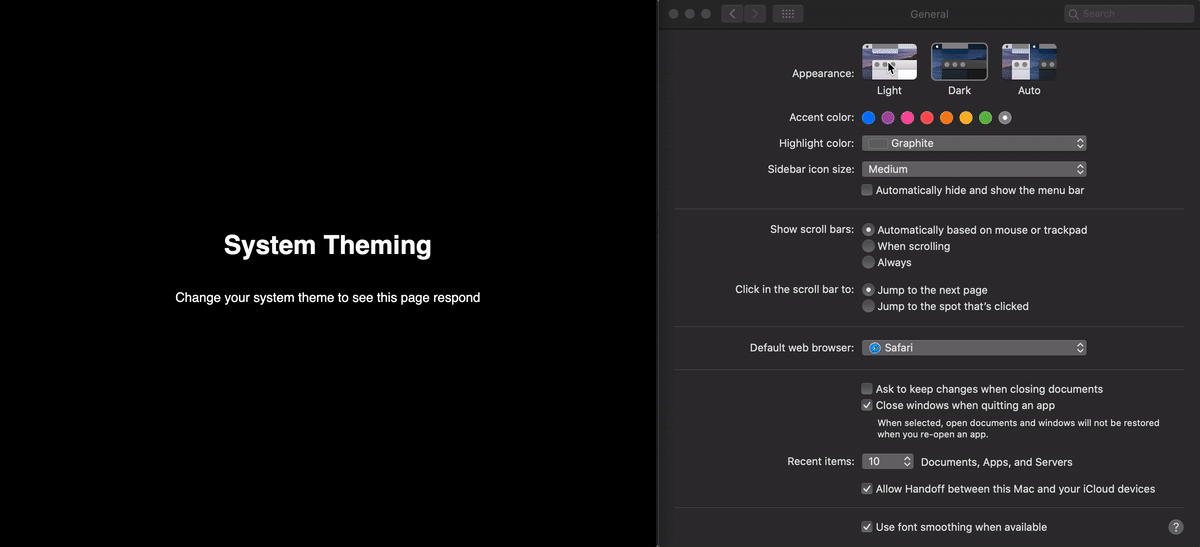 System Theming
Change your system theme to see this page respond
General
Search
Appearance:
Light
Dark
Auto
Accent color:
Highlight color: Graphite
Sidebar icon size: Medium
Automatically hide and show the menu bar
Show scroll bars: Automatically based on mouse or trackpad
When scrolling
Always
Click in the scroll bar to: Jump to the next page
Jump to the spot that's clicked
Default web browser: Safari
Ask to keep changes when closing documents
Close windows when quitting an app
When selected, open documents and windows will not be restored
when you re-open an app.
Recent items: 10 Documents, Apps, and Servers
Allow Handoff between this Mac and your iCloud devices
Use font smoothing when available
?